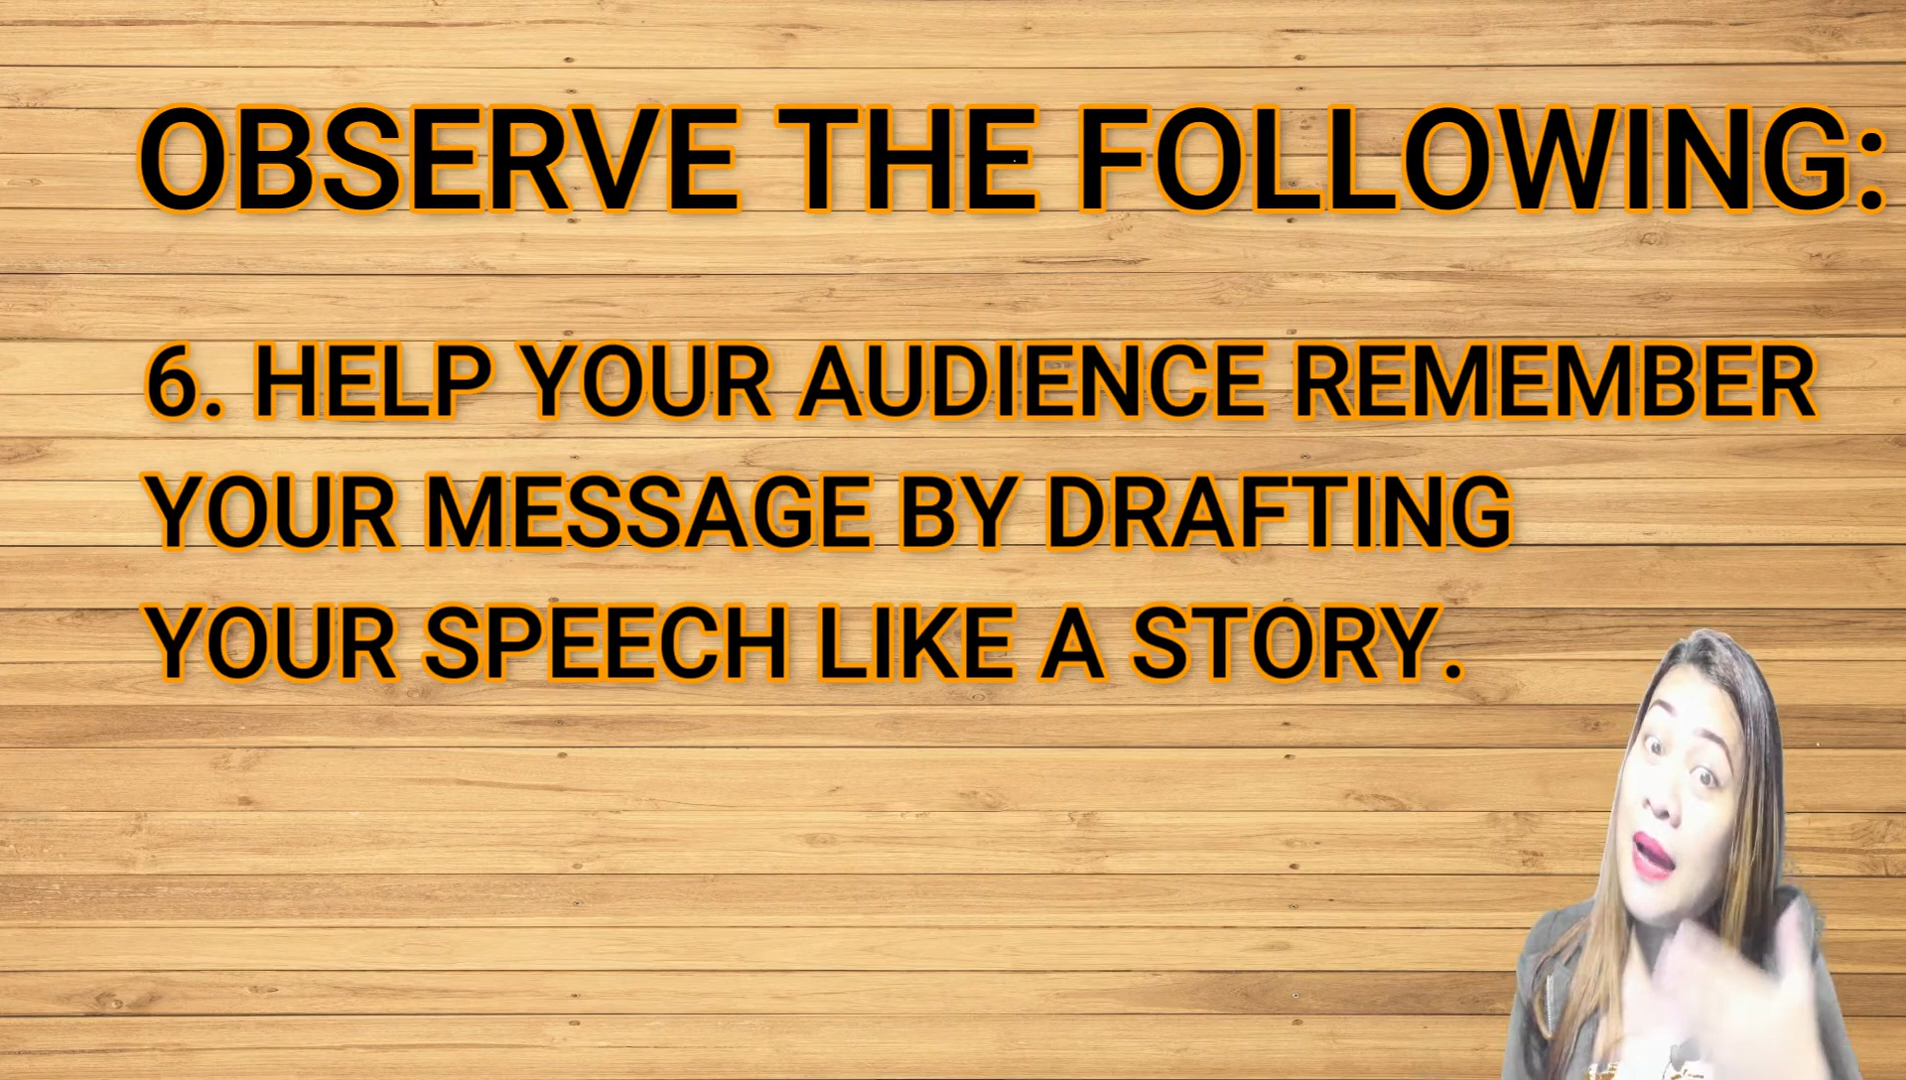 OBSERVE THE FOLLOWING:
6. HELP YOUR AUDIENCE REMEMBER
YOUR MESSAGE BY DRAFTING
YOUR SPEECH LIKE A STORY.